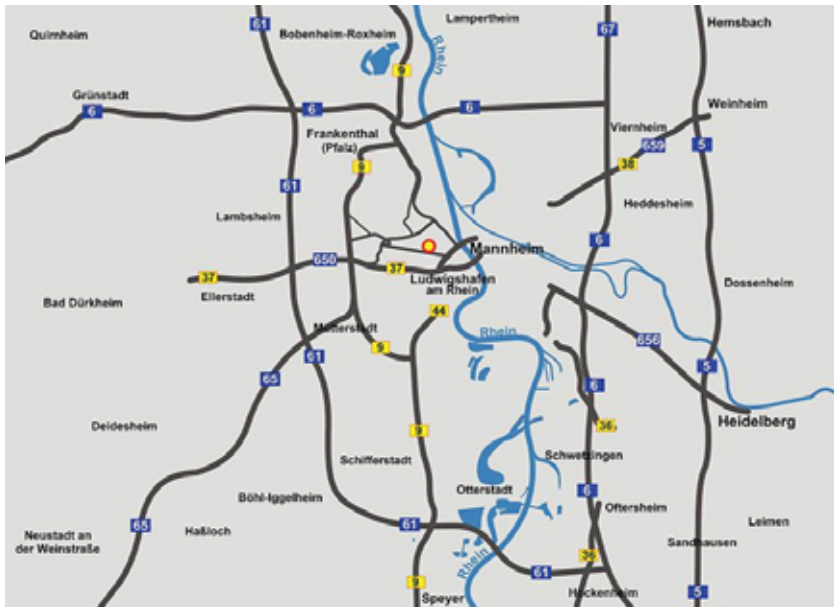 61
67
Hemsbach
Lampertheim
Bobenheim-Roxheim
Quirnheim
Rhein
9
Grünstadt
6
6
6
Weinheim
Viernheim
Frankenthal
(Pfalz)
659
5
9
38
61
Heddesheim
Lambsheim
6
Mannheim
650
37
37
Ludwigshafen
am Rhein
Dossenheim
Ellerstadt
Bad Dürkheim
44
Mutterstadt
Rhein
656
9
61
5
65
6
Heidelberg
Deidesheim
9
36
Schifferstadt
Schwetzingen
Otterstadt
6
Böhl-Iggelheim
Oftersheim
65
61
Leimen
Haßloch
Neustadt an
der Weinstraße
Sandhausen
36
Rhein
61
9
5
Hockenheim
Speyer